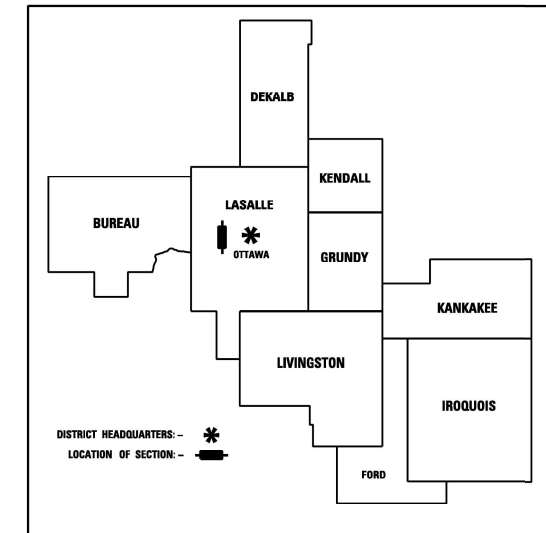 DEKALB
KENDALL
LASALLE
BUREAU
OTTAWA
GRUNDY
KANKAKEE
LIVINGSTON
IROQUOIS
DISTRICT HEADQUARTERS: -
LOCATION OF SECTION: -
FORD